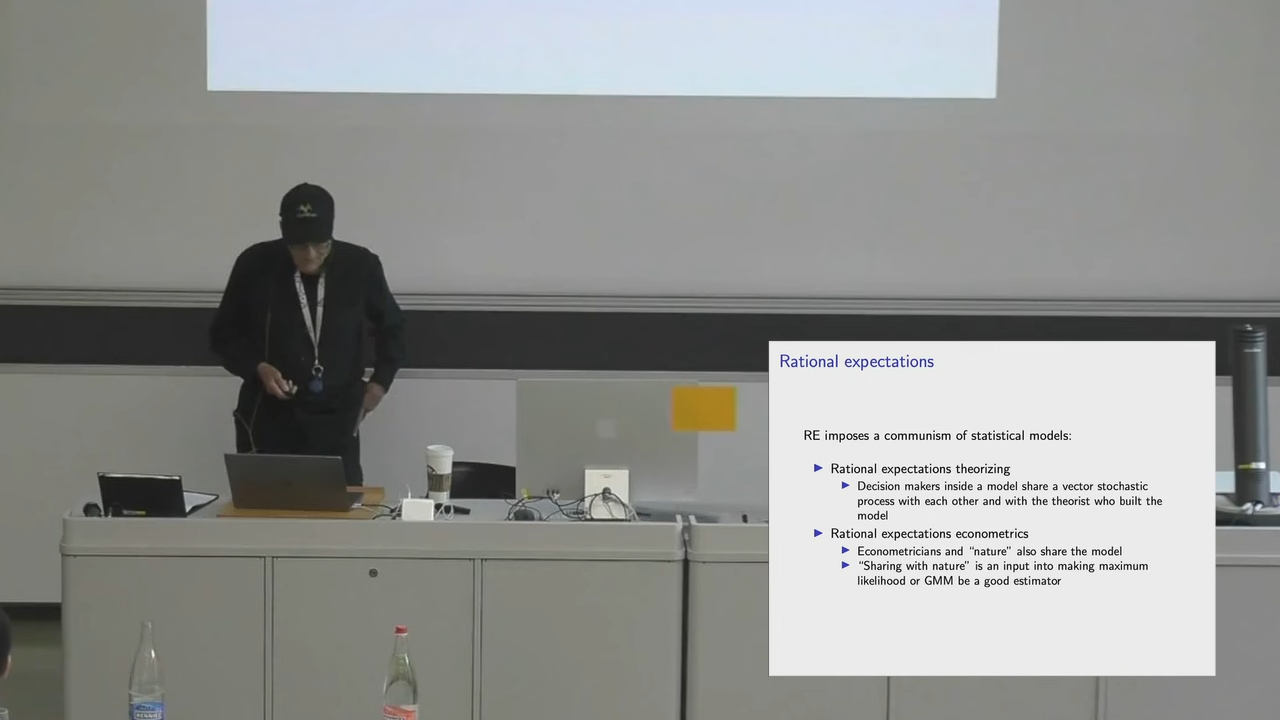 Rational expectations
RE imposes a communism of statistical models:
Rational expectations theorizing
Decision makers inside a model share a vector stochastic
process with each other and with the theorist who built the
model
Rational expectations econometrics
Econometricians and “nature” also share the model
“Sharing with nature” is an input into making maximum
likelihood or GMM be a good estimator